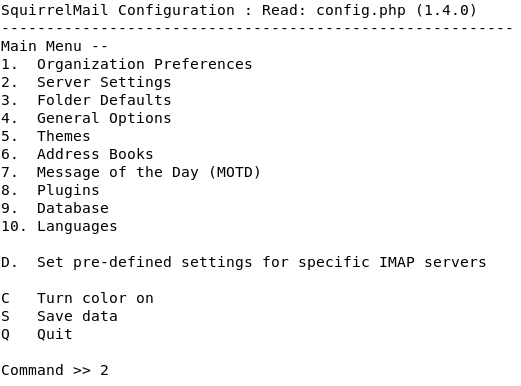 SquirrelMail Configuration : Read: config.php (1.4.0)
---------------------------------------------------------
Main Menu --
1.  Organization Preferences
2.  Server Settings
3.  Folder Defaults
4.  General Options
5.  Themes
6.  Address Books
7.  Message of the Day (MOTD)
8.  Plugins
9.  Database
10. Languages

D.  Set pre-defined settings for specific IMAP servers

C   Turn color on
S   Save data
Q   Quit

Command >> 2